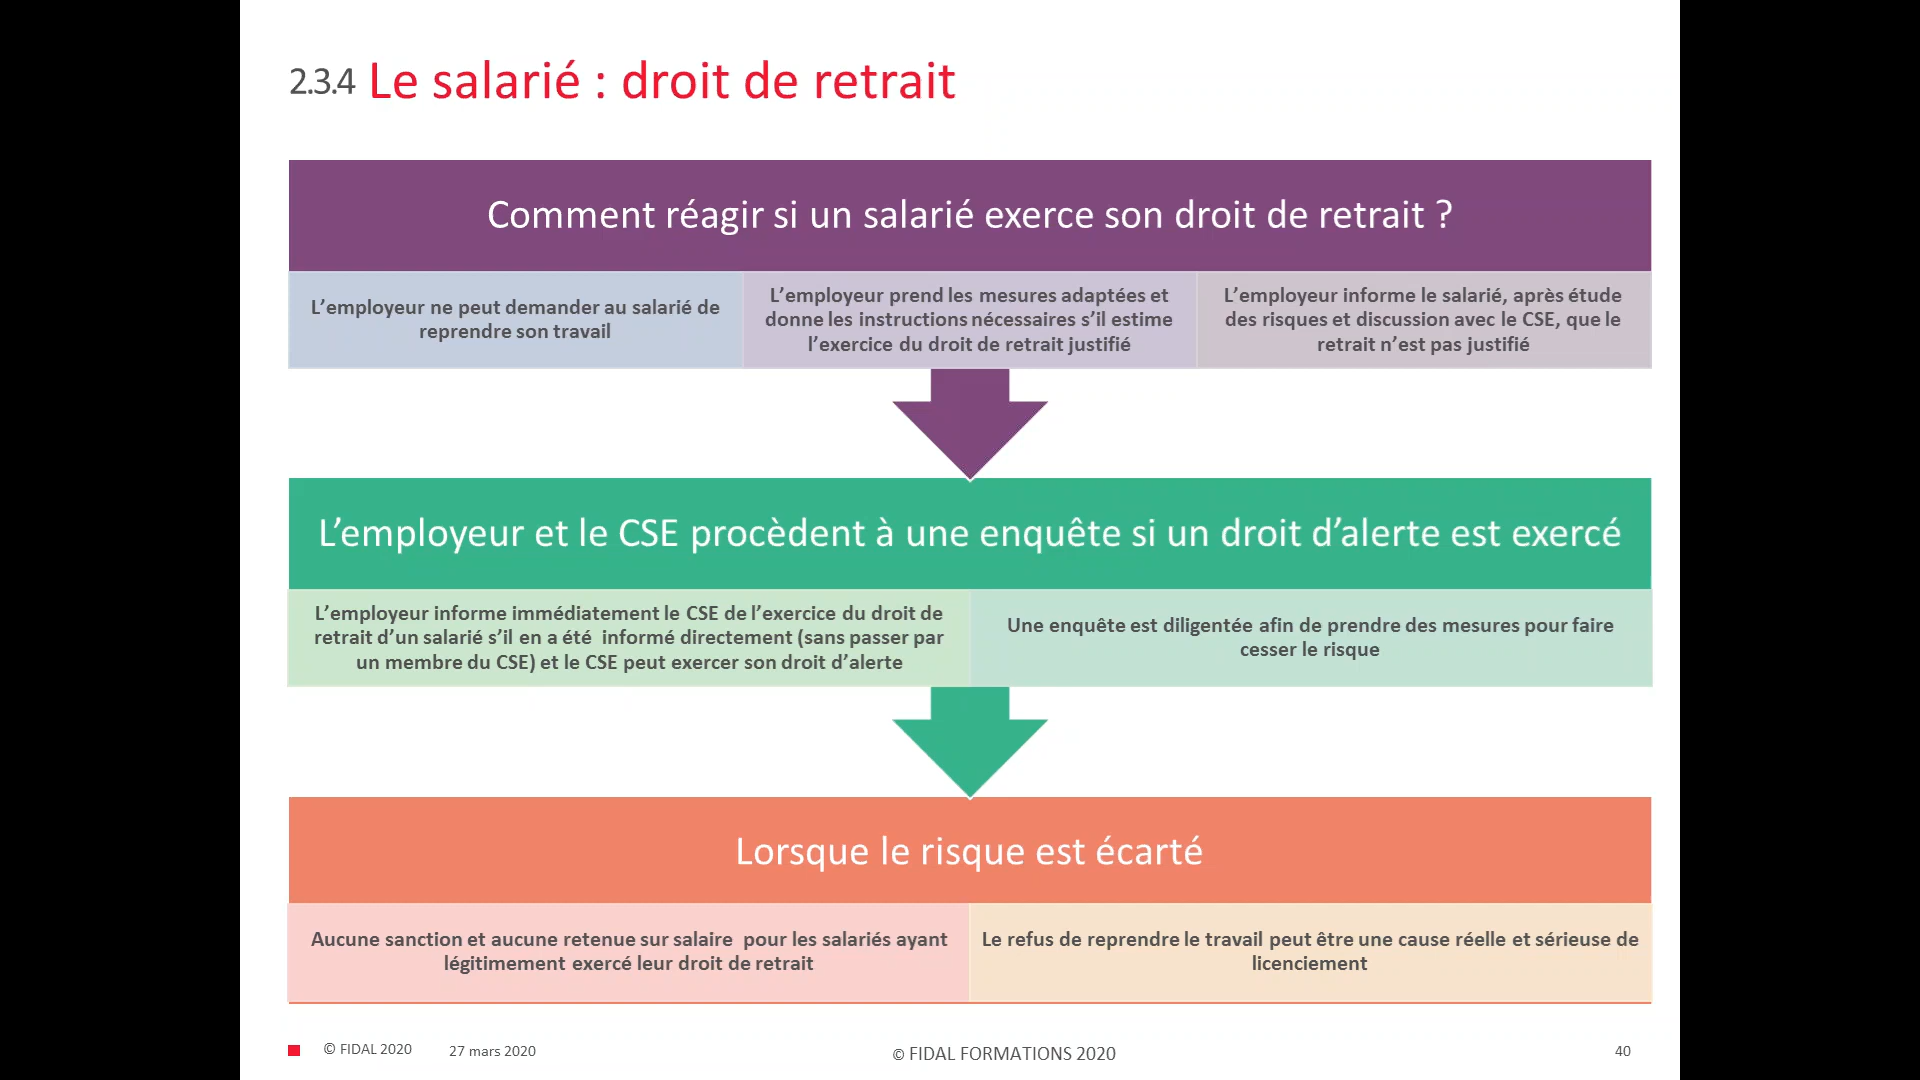 2.3.4 Le salarié : droit de retrait
Comment réagir si un salarié exerce son droit de retrait ?
L’employeur ne peut demander au salarié de
reprendre son travail
L’employeur prend les mesures adaptées et
donne les instructions nécessaires s’il estime
l’exercice du droit de retrait justifié
L’employeur informe le salarié, après étude
des risques et discussion avec le CSE, que le
retrait n’est pas justifié
L’employeur et le CSE procèdent à une enquête si un droit d’alerte est exercé
L’employeur informe immédiatement le CSE de l’exercice du droit de
retrait d’un salarié s’il en a été  informé directement (sans passer par
un membre du CSE) et le CSE peut exercer son droit d’alerte
Une enquête est diligentée afin de prendre des mesures pour faire
cesser le risque
Lorsque le risque est écarté
Aucune sanction et aucune retenue sur salaire  pour les salariés ayant
légitimement exercé leur droit de retrait
Le refus de reprendre le travail peut être une cause réelle et sérieuse de
licenciement
© FIDAL 2020
27 mars 2020
© FIDAL FORMATIONS 2020
40